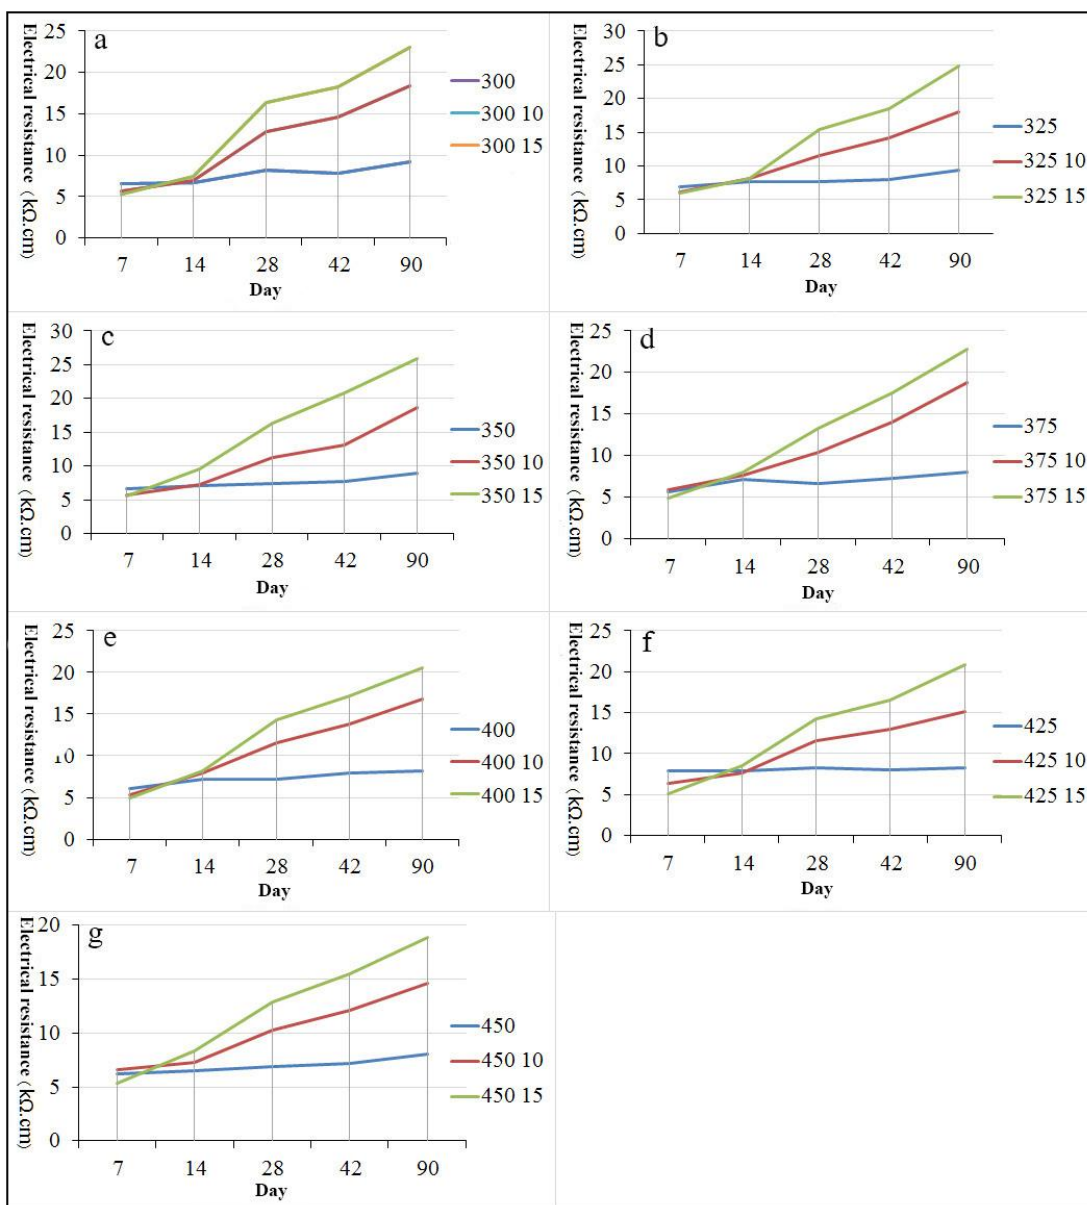 a
Electrical resistance (kΩ.cm)
25
20
15
10
5
0
7 14 28 42 90
Day
300
300 10
300 15
b
Electrical resistance (kΩ.cm)
30
25
20
15
10
5
0
7 14 28 42 90
Day
325
325 10
325 15
c
Electrical resistance (kΩ.cm)
30
25
20
15
10
5
0
7 14 28 42 90
Day
350
350 10
350 15
d
Electrical resistance (kΩ.cm)
25
20
15
10
5
0
7 14 28 42 90
Day
375
375 10
375 15
e
Electrical resistance (kΩ.cm)
25
20
15
10
5
0
7 14 28 42 90
Day
400
400 10
400 15
f
Electrical resistance (kΩ.cm)
25
20
15
10
5
0
7 14 28 42 90
Day
425
425 10
425 15
g
Electrical resistance (kΩ.cm)
20
15
10
5
0
7 14 28 42 90
Day
450
450 10
450 15